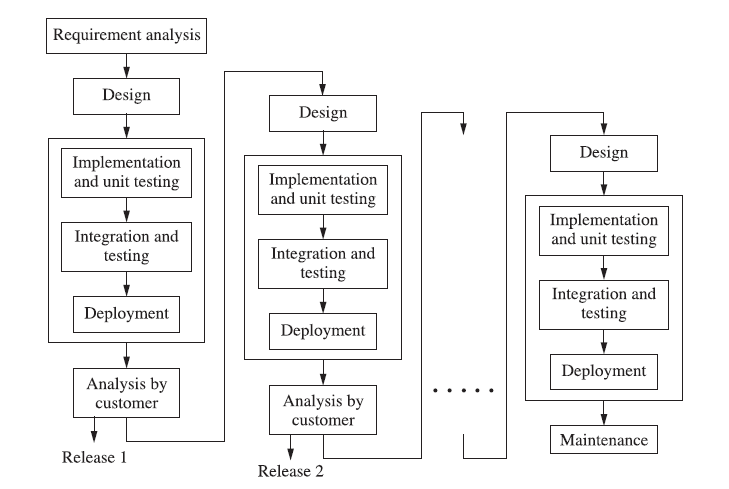 Requirement analysis
Design
Implementation
and unit testing
Integration and
testing
Deployment
Analysis by
customer
Release 1
Design
Implementation
and unit testing
Integration and
testing
Deployment
Analysis by
customer
Release 2
.....
Design
Implementation
and unit testing
Integration and
testing
Deployment
Maintenance